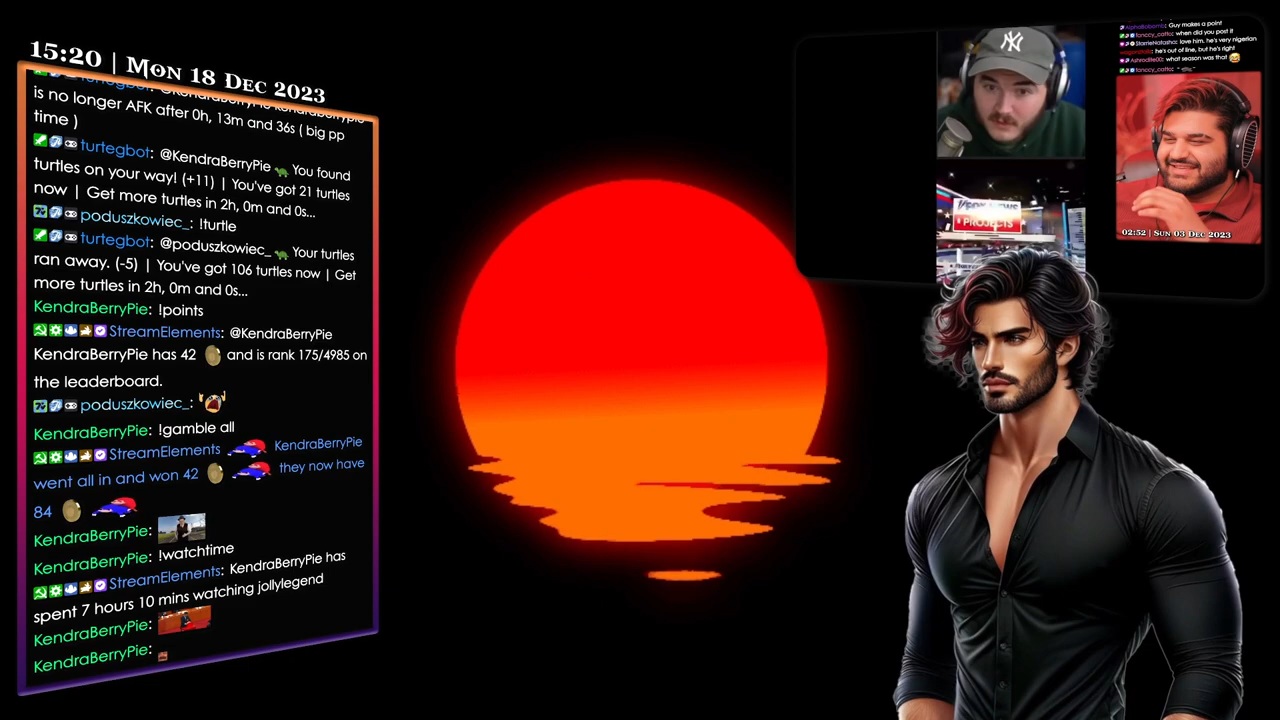 15:20 | Mon 18 Dec 2023
is no longer AFK after 0h, 13m and 36s ( big pp
time )
turtegbot: @KendraBerryPie You found
turtles on your way! (+11) | You've got 21 turtles
now | Get more turtles in 2h, 0m and 0s...
poduszkowiec_: !turtle
turtegbot: @poduszkowiec_ Your turtles
ran away. (-5) | You've got 106 turtles now | Get
more turtles in 2h, 0m and 0s...
KendraBerryPie: !points
StreamElements: @KendraBerryPie
KendraBerryPie has 42 and is rank 175/4985 on
the leaderboard.
poduszkowiec_:
KendraBerryPie: !gamble all
StreamElements KendraBerryPie
went all in and won 42 they now have
84
KendraBerryPie:
KendraBerryPie: !watchtime
StreamElements: KendraBerryPie has
spent 7 hours 10 mins watching jollylegend
KendraBerryPie:
KendraBerryPie:
Guy makes a point
when did you post it
StarrieNatasha: love him, he's very nigerian
he's out of line, but he's right
what season was that
PROJECTS
02:52 | Sun 03 Dec 2023